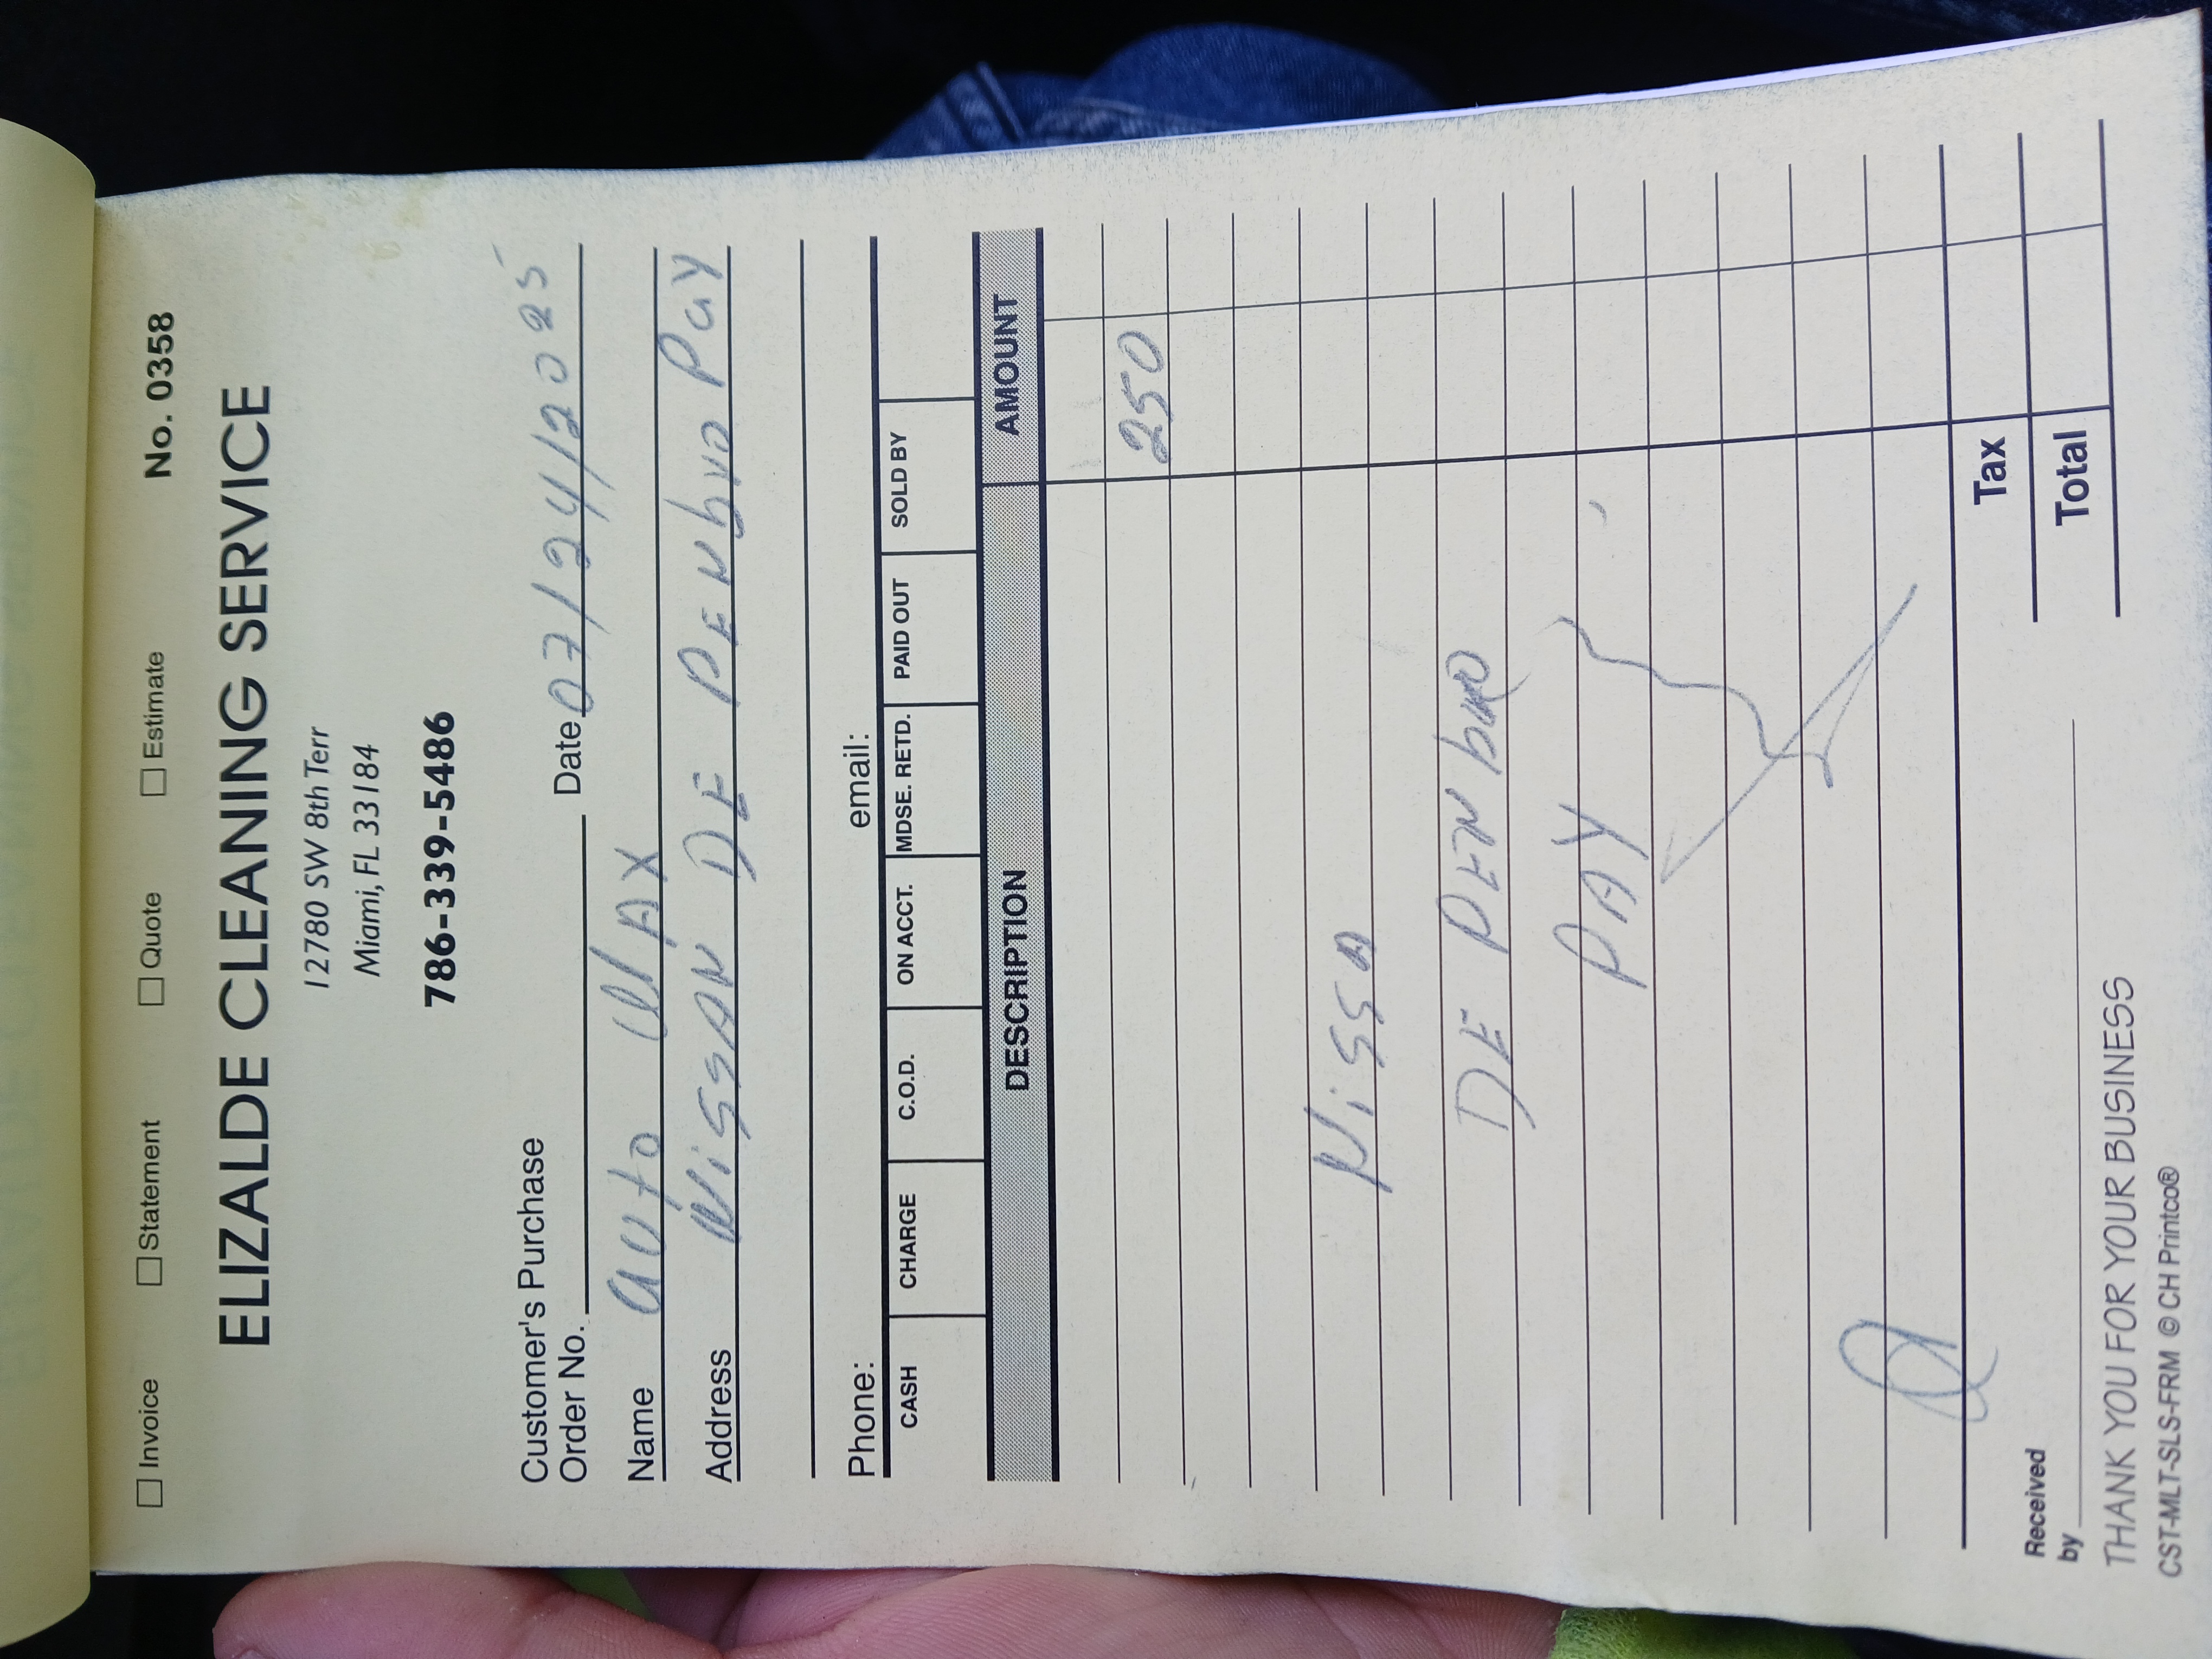 ☐ Invoice ☐ Statement ☐ Quote ☐ Estimate No. 0358
ELIZALDE CLEANING SERVICE
12780 SW 8th Terr
Miami, FL 33184
786-339-5486
Customer's Purchase
Order No. Date 07/24/2025
Name auto MAX
Address NissAN DE PENbro PaY
Phone: email:
CASH CHARGE C.O.D. ON ACCT. MDSE. RETD. PAID OUT SOLD BY
DESCRIPTION AMOUNT
250
NissA
DE PENbro
PAY
Tax
Received
by Total
THANK YOU FOR YOUR BUSINESS
CST-MLT-SLS-FRM © CH Printco®